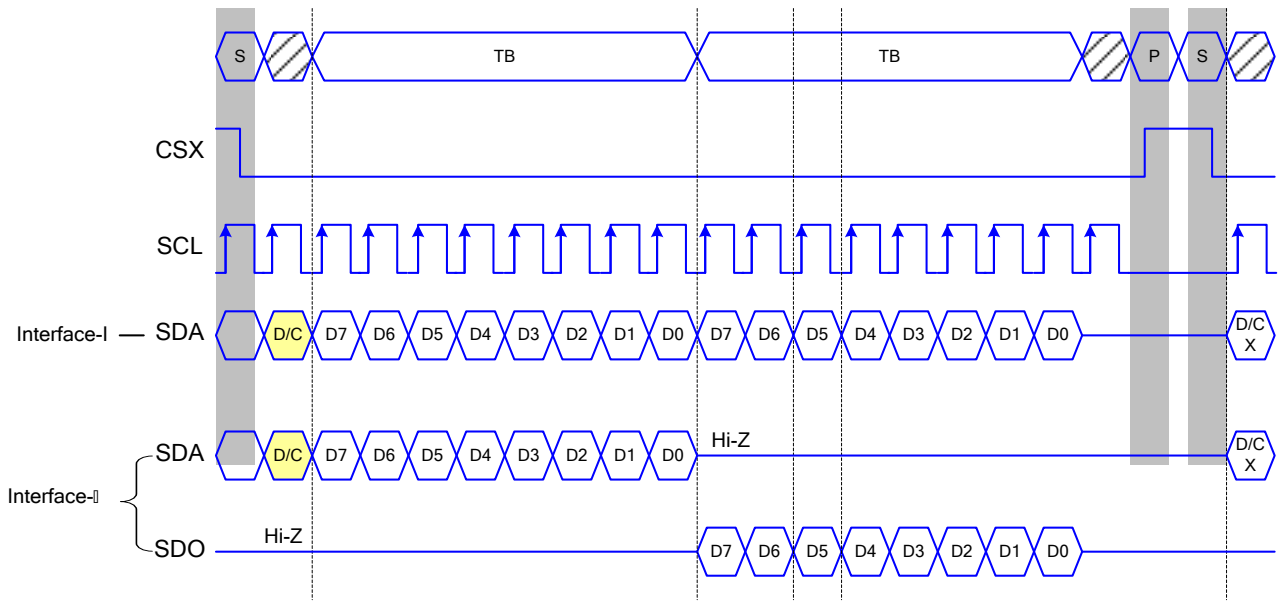 S TB TB P S
CSX
SCL
Interface-I SDA D/C D7 D6 D5 D4 D3 D2 D1 D0 D7 D6 D5 D4 D3 D2 D1 D0 D/C X
SDA D/C D7 D6 D5 D4 D3 D2 D1 D0 Hi-Z D/C X
Interface-▯
SDO Hi-Z D7 D6 D5 D4 D3 D2 D1 D0